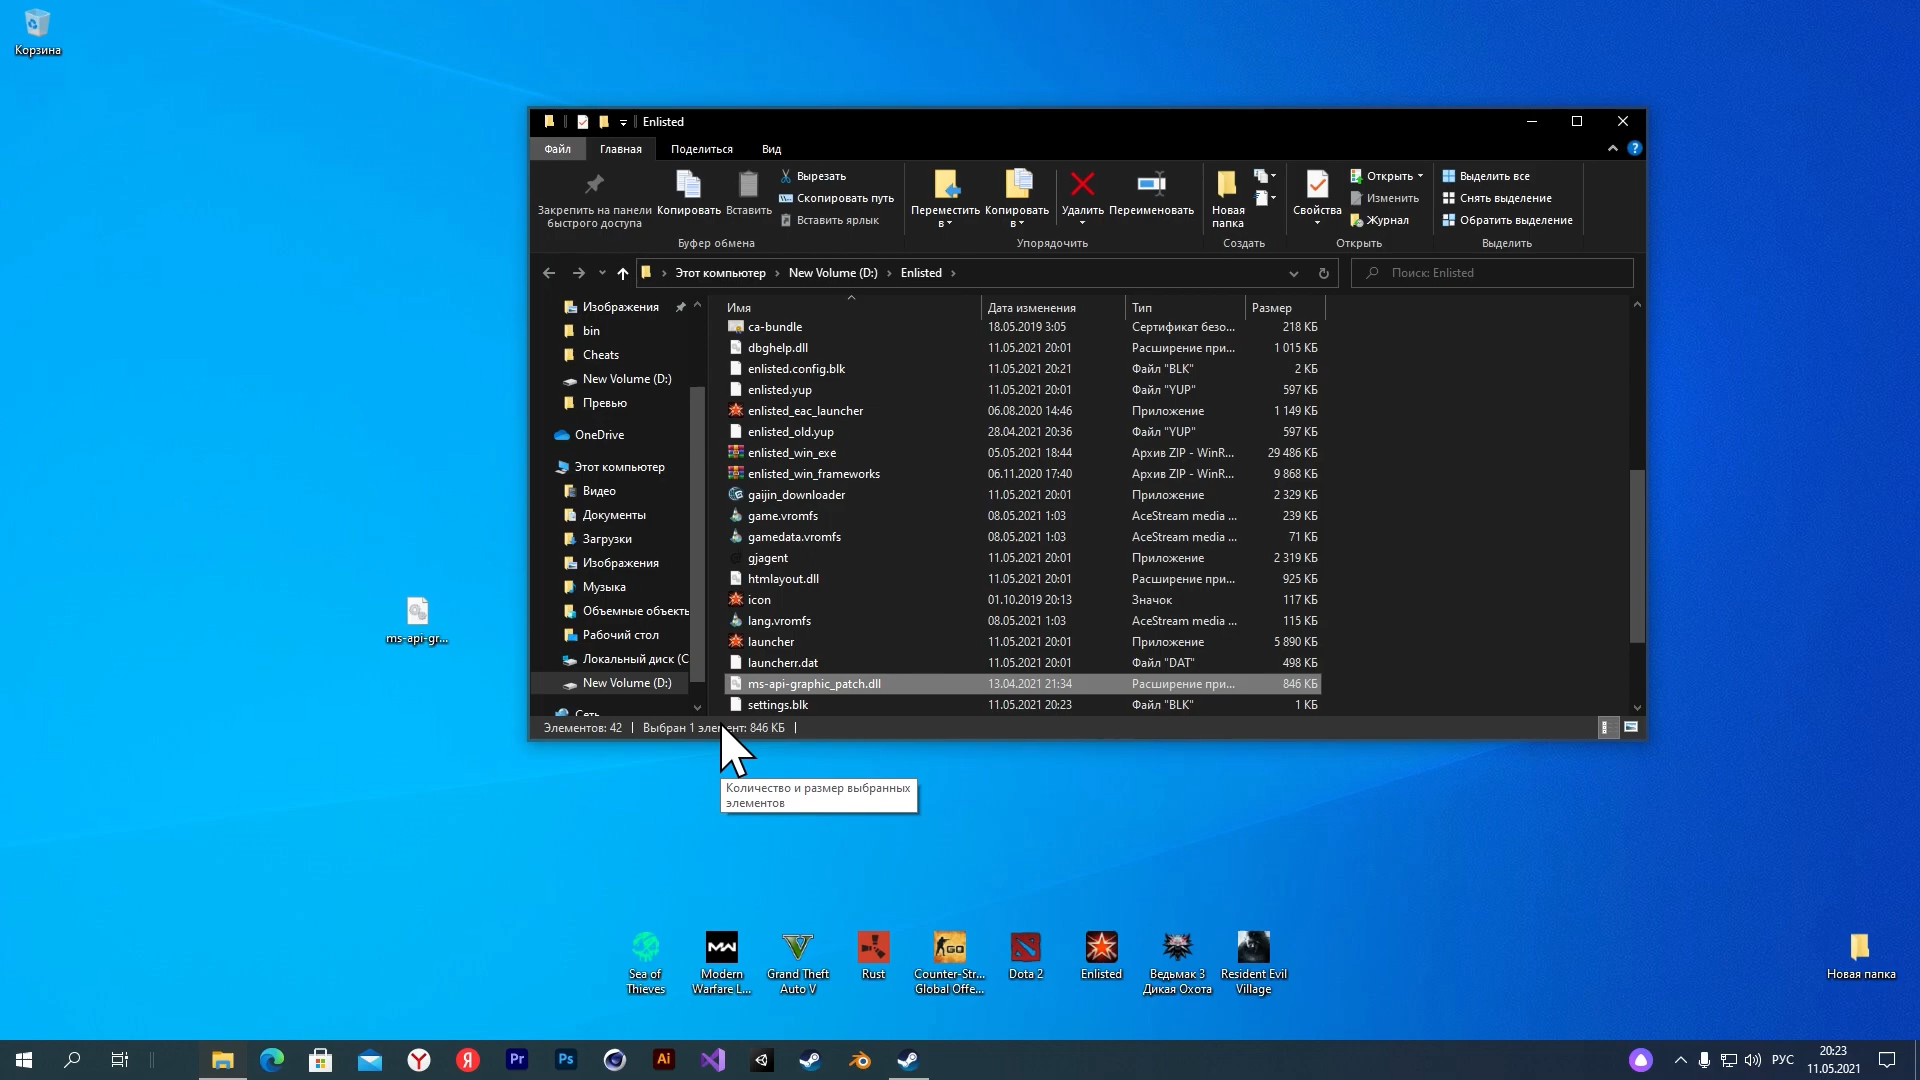 Корзина
Enlisted
Файл
Главная
Поделиться
Вид
Закрепить на панели
быстрого доступа
Копировать
Вставить
Вырезать
Скопировать путь
Вставить ярлык
Буфер обмена
Переместить
в
Копировать
в
Удалить
Переименовать
Упорядочить
Новая
папка
Создать
Свойства
Открыть
Изменить
Журнал
Открыть
Выделить все
Снять выделение
Обратить выделение
Выделить
Этот компьютер > New Volume (D:) > Enlisted >
Поиск: Enlisted
Изображения
bin
Cheats
New Volume (D:)
Превью
OneDrive
Этот компьютер
Видео
Документы
Загрузки
Изображения
Музыка
Объемные объекть
Рабочий стол
Локальный диск (С
New Volume (D:)
Сеть
Имя Дата изменения Тип Размер
ca-bundle 18.05.2019 3:05 Сертификат безо... 218 КБ
dbghelp.dll 11.05.2021 20:01 Расширение при... 1 015 КБ
enlisted.config.blk 11.05.2021 20:21 Файл "BLK" 2 КБ
enlisted.yup 11.05.2021 20:01 Файл "YUP" 597 КБ
enlisted_eac_launcher 06.08.2020 14:46 Приложение 1 149 КБ
enlisted_old.yup 28.04.2021 20:36 Файл "YUP" 597 КБ
enlisted_win_exe 05.05.2021 18:44 Архив ZIP - WinR... 29 486 КБ
enlisted_win_frameworks 06.11.2020 17:40 Архив ZIP - WinR... 9 868 КБ
gaijin_downloader 11.05.2021 20:01 Приложение 2 329 КБ
game.vromfs 08.05.2021 1:03 AceStream media ... 239 КБ
gamedata.vromfs 08.05.2021 1:03 AceStream media ... 71 КБ
gjagent 11.05.2021 20:01 Приложение 2 319 КБ
htmlayout.dll 11.05.2021 20:01 Расширение при... 925 КБ
icon 01.10.2019 20:13 Значок 117 КБ
lang.vromfs 08.05.2021 1:03 AceStream media ... 115 КБ
launcher 11.05.2021 20:01 Приложение 5 890 КБ
launcherr.dat 11.05.2021 20:01 Файл "DAT" 498 КБ
ms-api-graphic_patch.dll 13.04.2021 21:34 Расширение при... 846 КБ
settings.blk 11.05.2021 20:23 Файл "BLK" 1 КБ
Элементов: 42 Выбран 1 элемент: 846 КБ
Количество и размер выбранных
элементов
ms-api-gr...
Sea of
Thieves
Modern
Warfare L...
Grand Theft
Auto V
Rust
Counter-Str...
Global Offe...
Dota 2
Enlisted
Ведьмак 3
Дикая Охота
Resident Evil
Village
Новая папка
MW
V
GO
Y
Я
Pr
Ps
Ai
РУС
20:23
11.05.2021